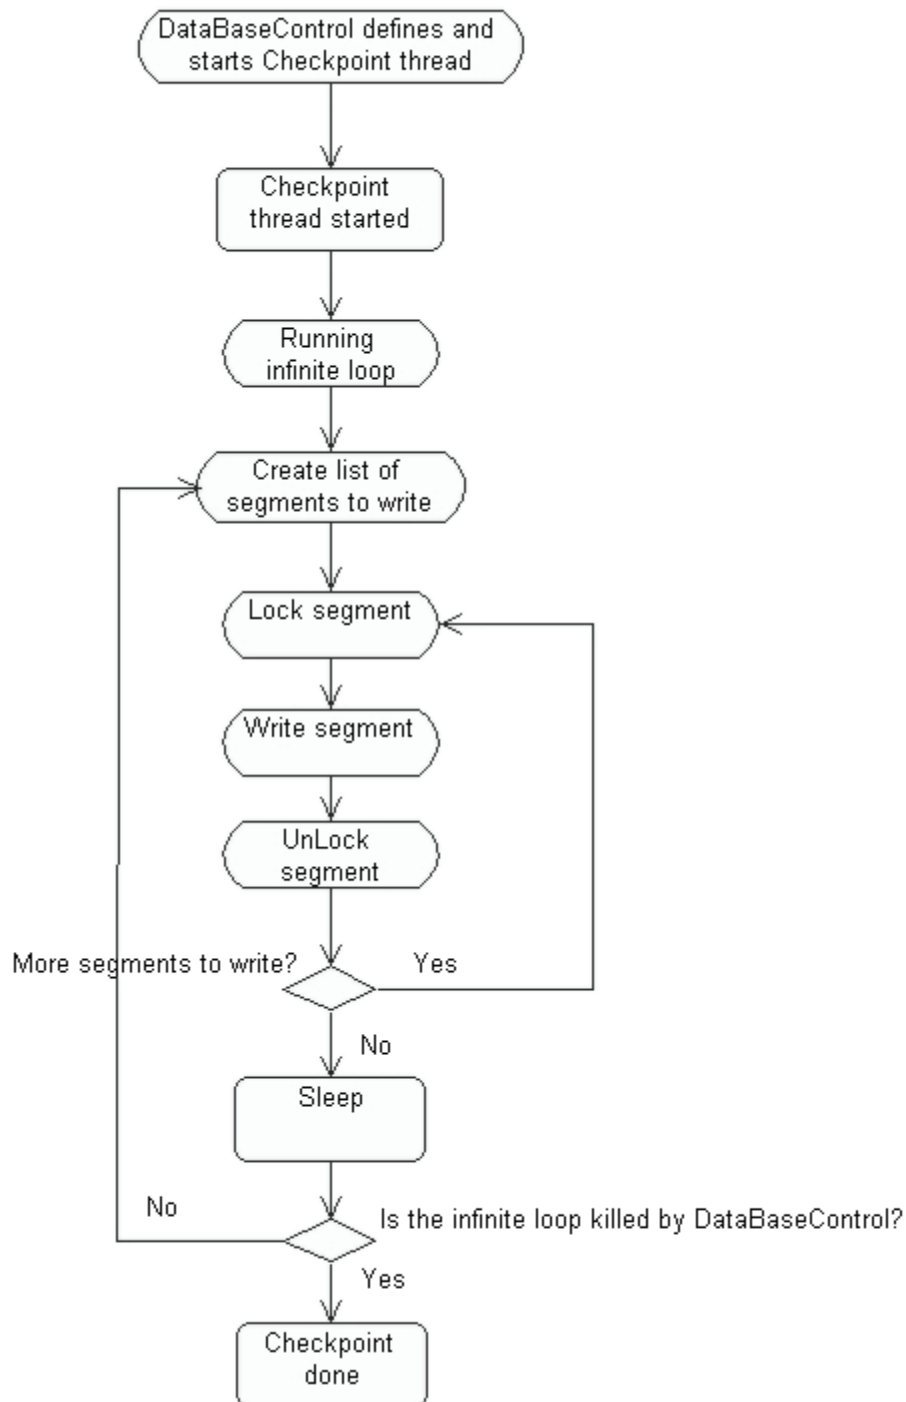 DataBaseControl defines and
starts Checkpoint thread
Checkpoint
thread started
Running
infinite loop
Create list of
segments to write
Lock segment
Write segment
UnLock
segment
More segments to write?
Yes
No
Sleep
No
Is the infinite loop killed by DataBaseControl?
Yes
Checkpoint
done